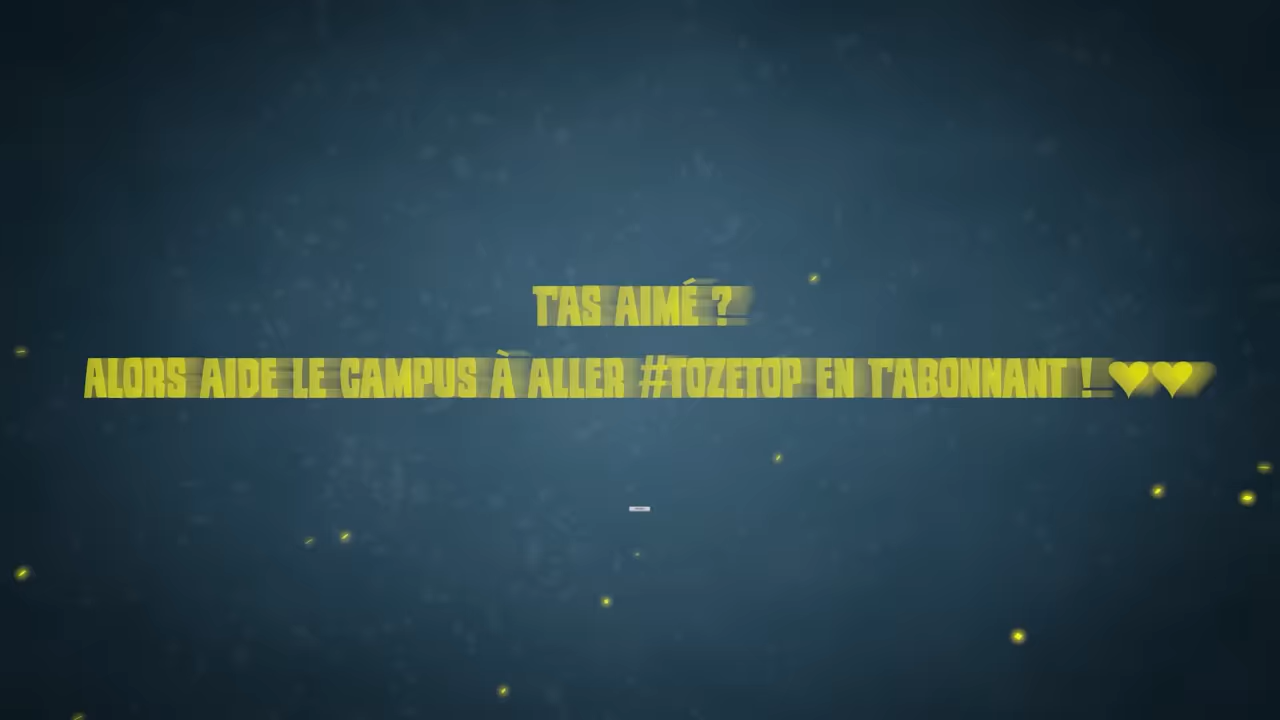 T'AS AIMÉ ?
ALORS AIDE LE CAMPUS À ALLER #TOZETOP EN T'ABONNANT ! ♥♥